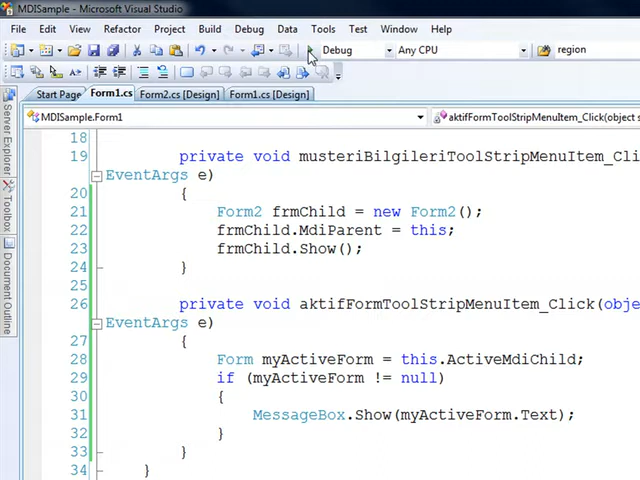 MDISample - Microsoft Visual Studio
File Edit View Refactor Project Build Debug Data Tools Test Window Help
Debug Any CPU region
Start Page Form1.cs Form2.cs [Design] Form1.cs [Design]
MDISample.Form1 aktifFormToolStripMenuItem_Click(object s
Server Explorer
Toolbox
Document Outline
18
19 private void musteriBilgileriToolStripMenuItem_Cli
EventArgs e)
20 {
21 Form2 frmChild = new Form2();
22 frmChild.MdiParent = this;
23 frmChild.Show();
24 }
25
26 private void aktifFormToolStripMenuItem_Click(obje
EventArgs e)
27 {
28 Form myActiveForm = this.ActiveMdiChild;
29 if (myActiveForm != null)
30 {
31 MessageBox.Show(myActiveForm.Text);
32 }
33 }
34 }